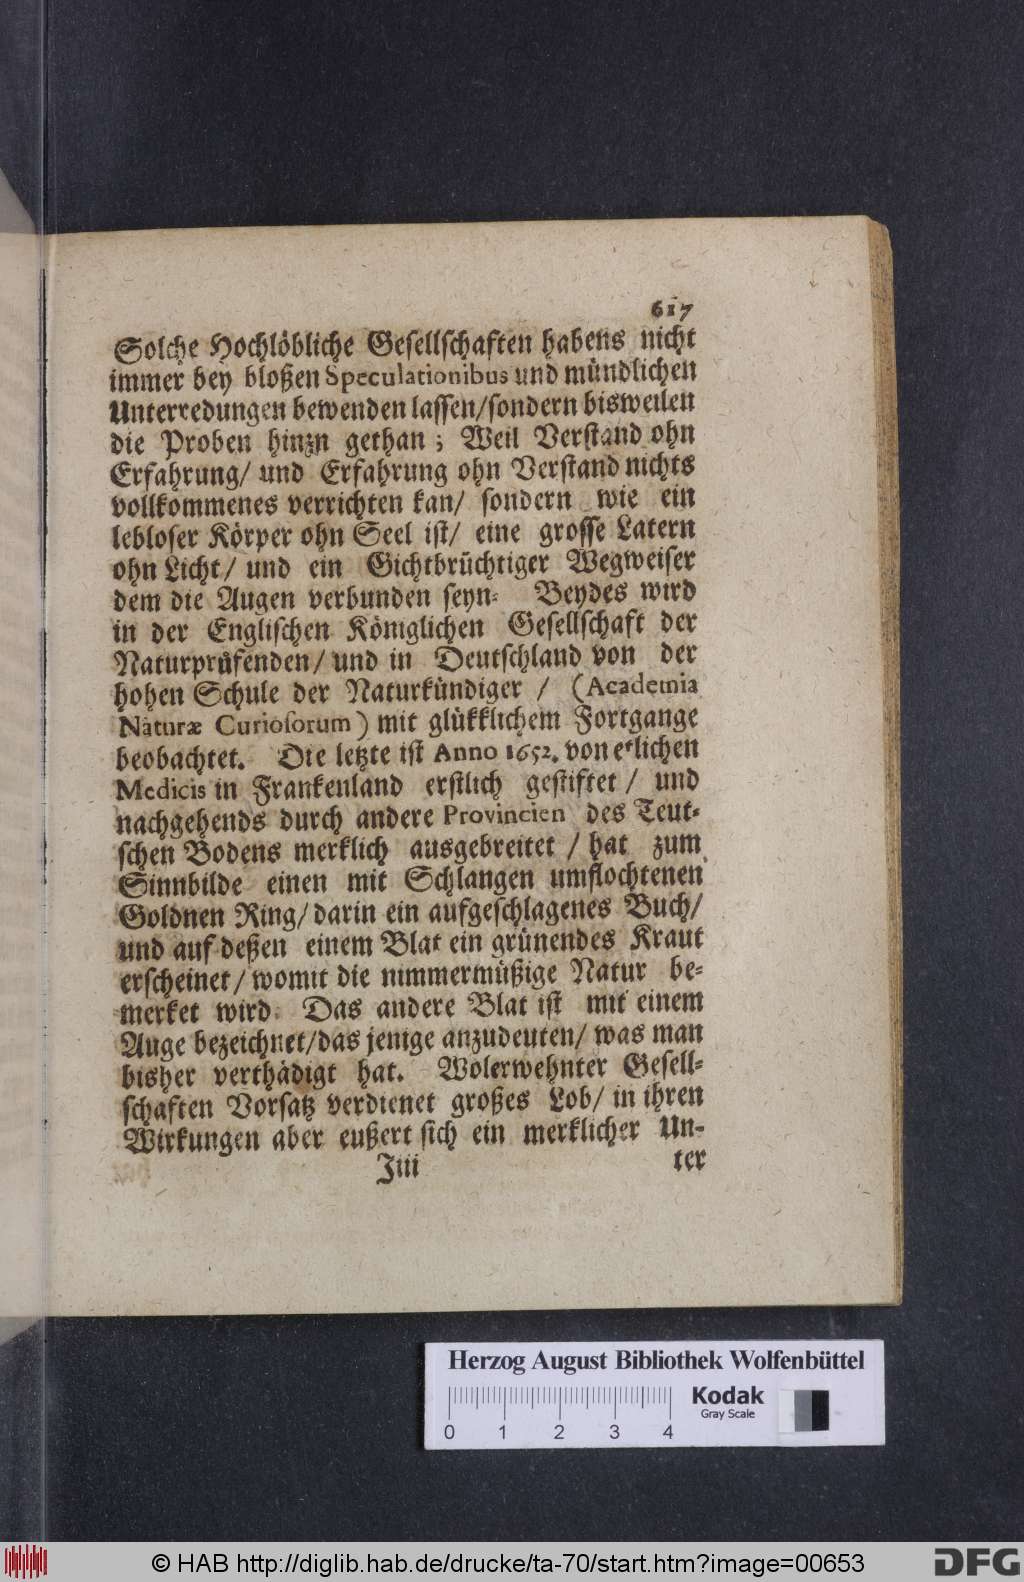 617
Solche Hochlöbliche Gesellschaften habens nicht
immer bey bloßen Speculationibus und mündlichen
Unterredungen bewenden lassen/sondern bisweilen
die Proben hinzn gethan; Weil Verstand ohn
Erfahrung/ und Erfahrung ohn Verstand nichts
vollkommenes verrichten kan/ sondern wie ein
lebloser Körper ohn Seel ist/ eine grosse Latern
ohn Licht/ und ein Gichtbrüchtiger Wegweiser
dem die Augen verbunden seyn. Beydes wird
in der Englischen Königlichen Gesellschaft der
Naturprüfenden/ und in Deutschland von der
hohen Schule der Naturkündiger / (Academia
Naturæ Curiosorum) mit glükklichem Fortgange
beobachtet. Die letzte ist Anno 1652. von etlichen
Medicis in Frankenland erstlich gestiftet / und
nachgehends durch andere Provincien des Teut-
schen Bodens merklich ausgebreitet / hat zum
Sinnbilde einen mit Schlangen umflochtenen
Goldnen Ring/ darin ein aufgeschlagenes Buch/
und auf deßen einem Blat ein grünendes Kraut
erscheinet/ womit die nimmermüßige Natur be-
merket wird. Das andere Blat ist mit einem
Auge bezeichnet/das jenige anzudeuten/ was man
bisher verthädigt hat. Wolerwehnter Gesell-
schaften Vorsatz verdienet großes Lob/ in ihren
Wirkungen aber eußert sich ein merklicher Un-
Jiii ter
Herzog August Bibliothek Wolfenbüttel
Kodak
Gray Scale
0 1 2 3 4
© HAB http://diglib.hab.de/drucke/ta-70/start.htm?image=00653
DFG